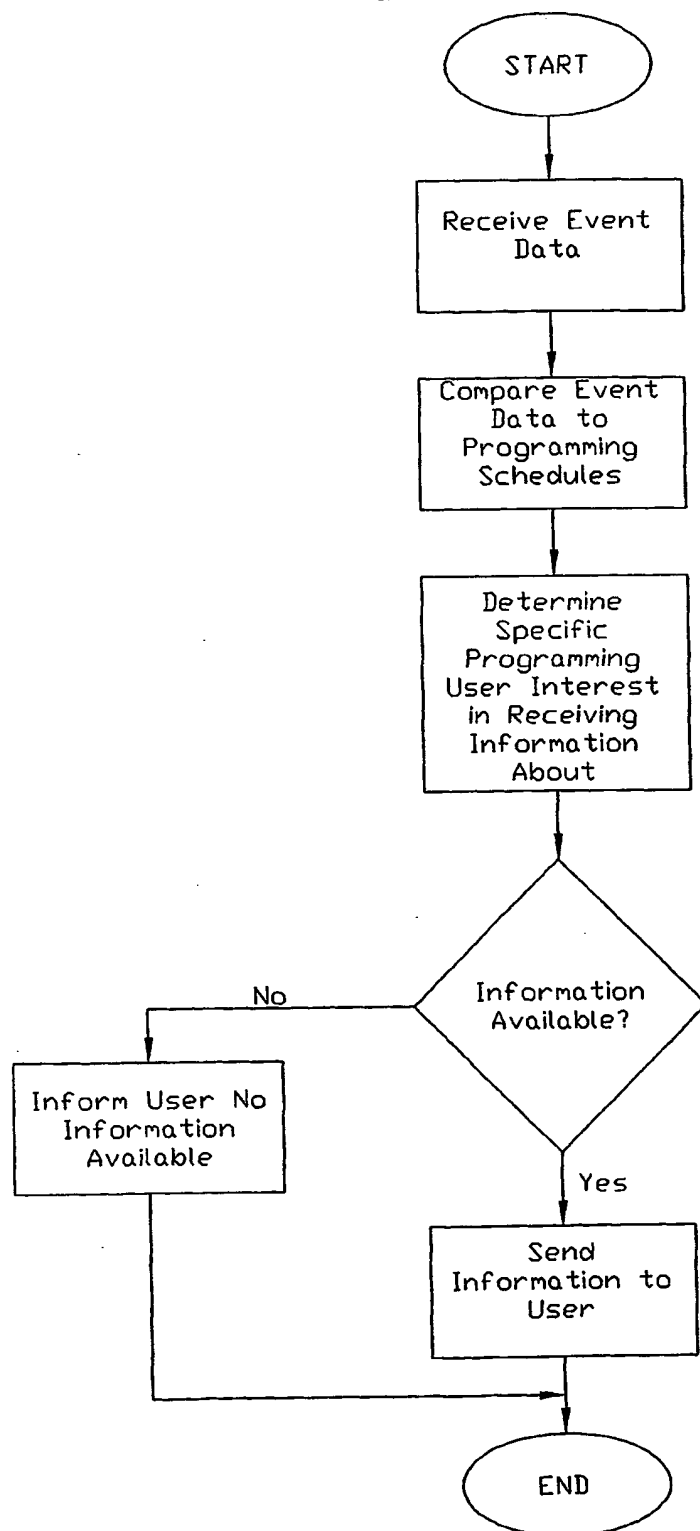 START
Receive Event
Data
Compare Event
Data to
Programming
Schedules
Determine
Specific
Programming
User Interest
in Receiving
Information
About
Information
Available?
No
Inform User No
Information
Available
Yes
Send
Information to
User
END